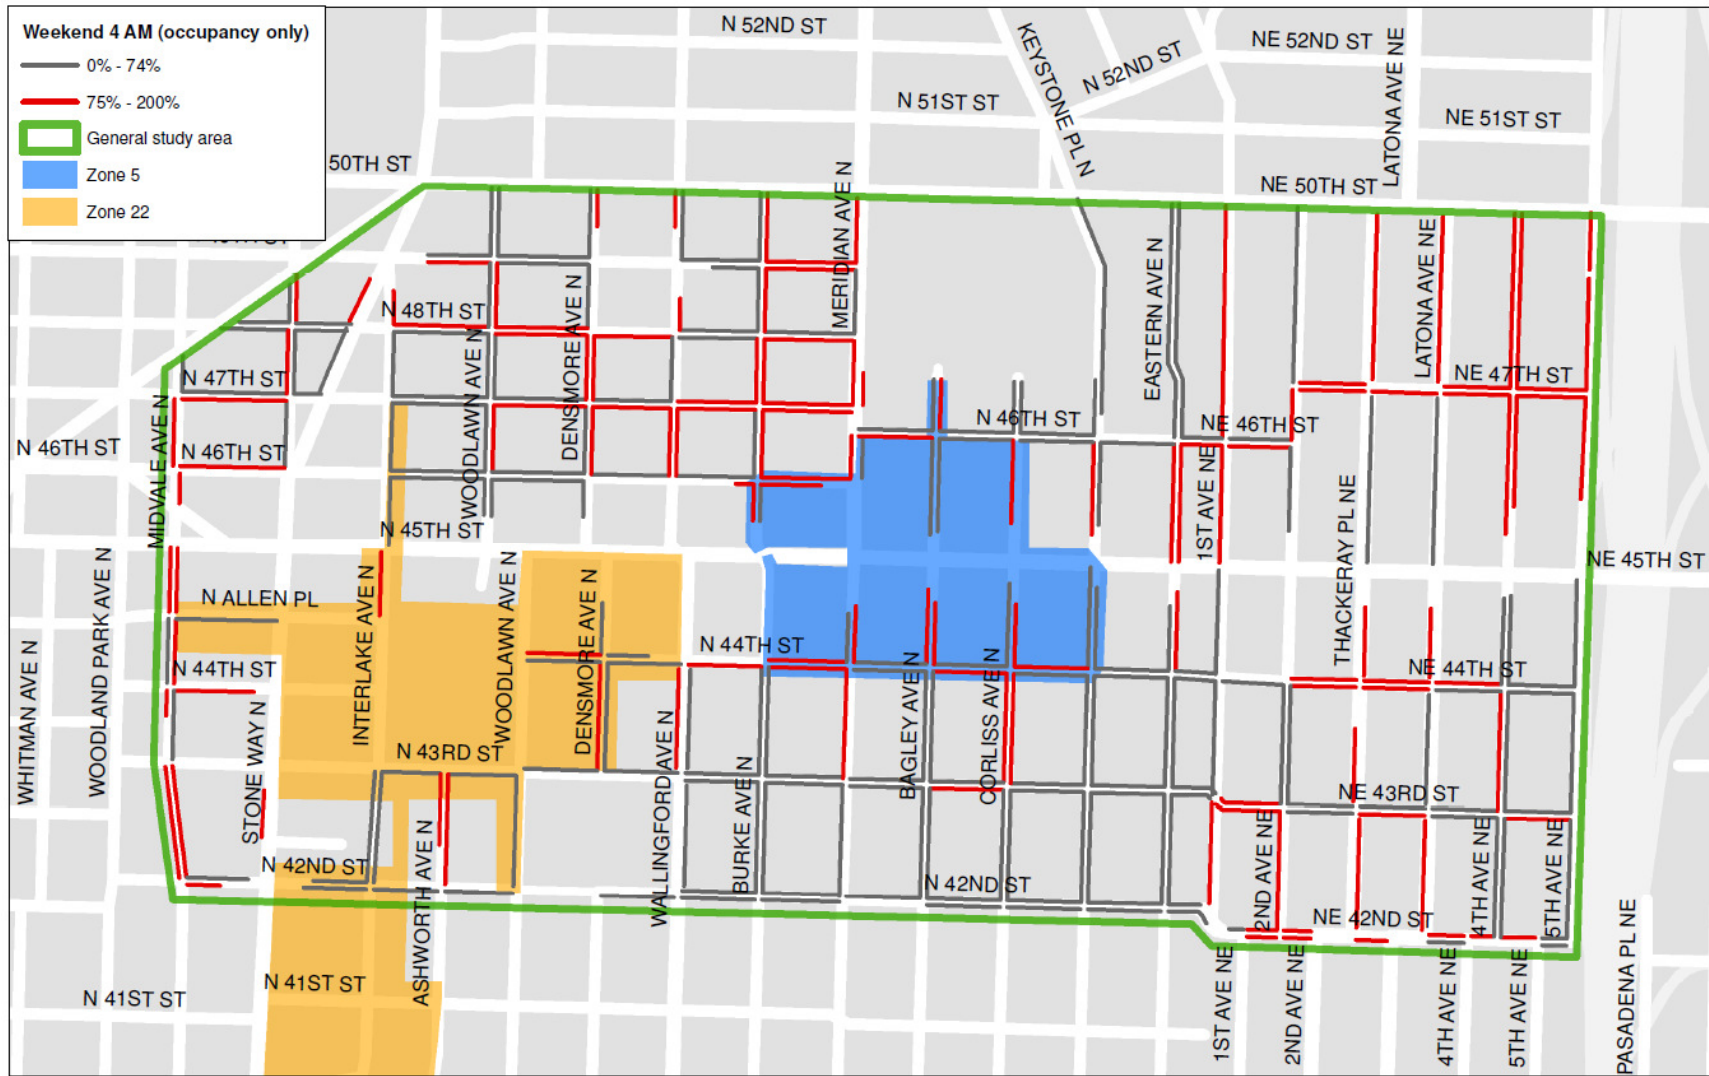 Weekend 4 AM (occupancy only)
0% - 74%
75% - 200%
General study area
Zone 5
Zone 22
N 52ND ST
KEYSTONE PL N
N 52ND ST
NE 52ND ST
LATONA AVE NE
N 51ST ST
NE 51ST ST
50TH ST
NE 50TH ST
MERIDIAN AVE N
EASTERN AVE N
LATONA AVE NE
N 48TH ST
DENSMORE AVE N
WOODLAWN AVE N
N 47TH ST
NE 47TH ST
MIDVALE AVE N
N 46TH ST
N 46TH ST
N 46TH ST
NE 46TH ST
1ST AVE NE
THACKERAY PL NE
N 45TH ST
NE 45TH ST
WOODLAND PARK AVE N
WHITMAN AVE N
N ALLEN PL
INTERLAKE AVE N
WOODLAWN AVE N
DENSMORE AVE N
N 44TH ST
N 44TH ST
NE 44TH ST
STONE WAY N
N 43RD ST
WALLINGFORD AVE N
BURKE AVE N
BAGLEY AVE N
CORLISS AVE N
NE 43RD ST
N 42ND ST
ASHWORTH AVE N
N 42ND ST
2ND AVE NE
NE 42ND ST
4TH AVE NE
5TH AVE NE
N 41ST ST
N 41ST ST
1ST AVE NE
2ND AVE NE
4TH AVE NE
5TH AVE NE
PASADENA PL NE